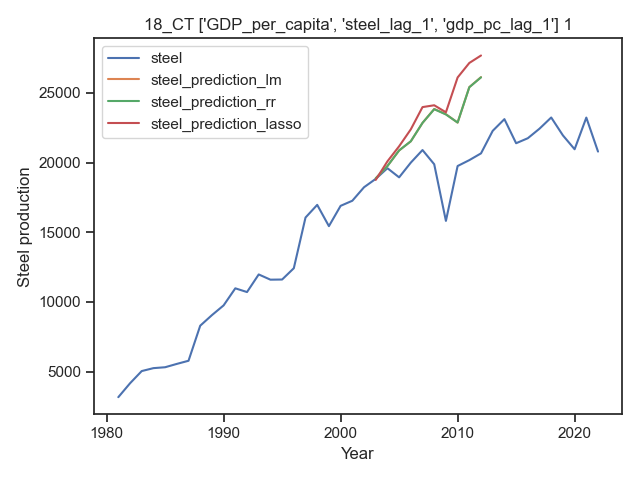 18_CT ['GDP_per_capita', 'steel_lag_1', 'gdp_pc_lag_1'] 1
steel
steel_prediction_lm
steel_prediction_rr
steel_prediction_lasso
Steel production
25000
20000
15000
10000
5000
1980
1990
2000
2010
2020
Year